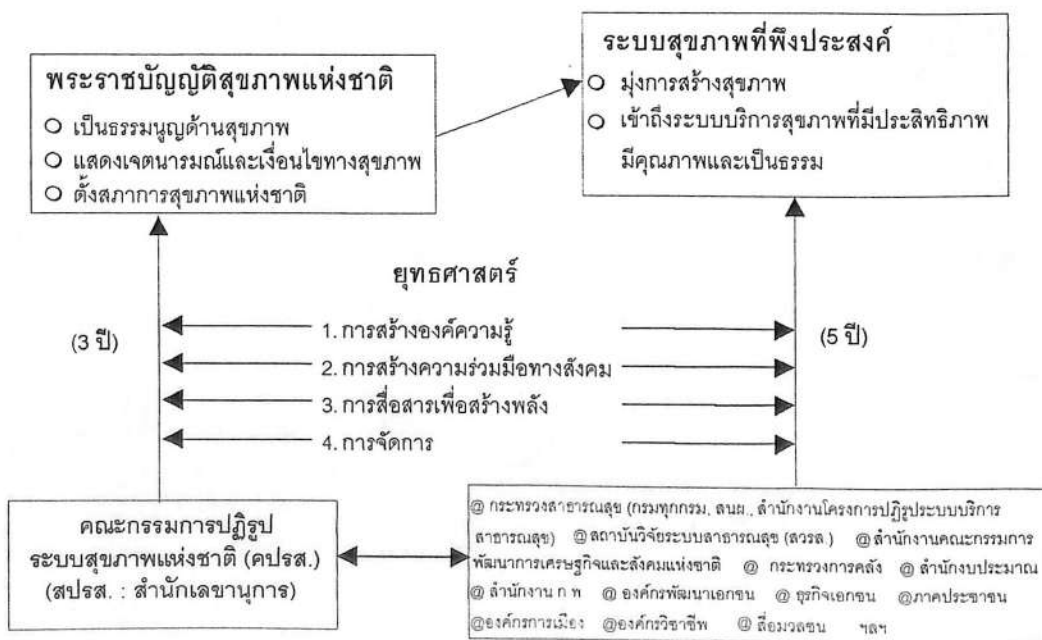 พระราชบัญญัติสุขภาพแห่งชาติ
○ เป็นธรรมนูญด้านสุขภาพ
○ แสดงเจตนารมณ์และเงื่อนไขทางสุขภาพ
○ ตั้งสภาการสุขภาพแห่งชาติ
ระบบสุขภาพที่พึงประสงค์
○ มุ่งการสร้างสุขภาพ
○ เข้าถึงระบบบริการสุขภาพที่มีประสิทธิภาพ
มีคุณภาพและเป็นธรรม
ยุทธศาสตร์
(3 ปี)
1. การสร้างองค์ความรู้
2. การสร้างความร่วมมือทางสังคม
3. การสื่อสารเพื่อสร้างพลัง
4. การจัดการ
(5 ปี)
คณะกรรมการปฏิรูป
ระบบสุขภาพแห่งชาติ (คปรส.)
(สปรส. : สำนักเลขานุการ)
@ กระทรวงสาธารณสุข (กรมทุกกรม, สนผ., สำนักงานโครงการปฏิรูประบบบริการ
สาธารณสุข) @ สถาบันวิจัยระบบสาธารณสุข (สวรส.) @ สำนักงานคณะกรรมการ
พัฒนาการเศรษฐกิจและสังคมแห่งชาติ @ กระทรวงการคลัง @ สำนักงบประมาณ
@ สำนักงาน ก พ @ องค์กรพัฒนาเอกชน @ ธุรกิจเอกชน @ภาคประชาชน
@องค์กรการเมือง @องค์กรวิชาชีพ @ สื่อมวลชน ฯลฯ